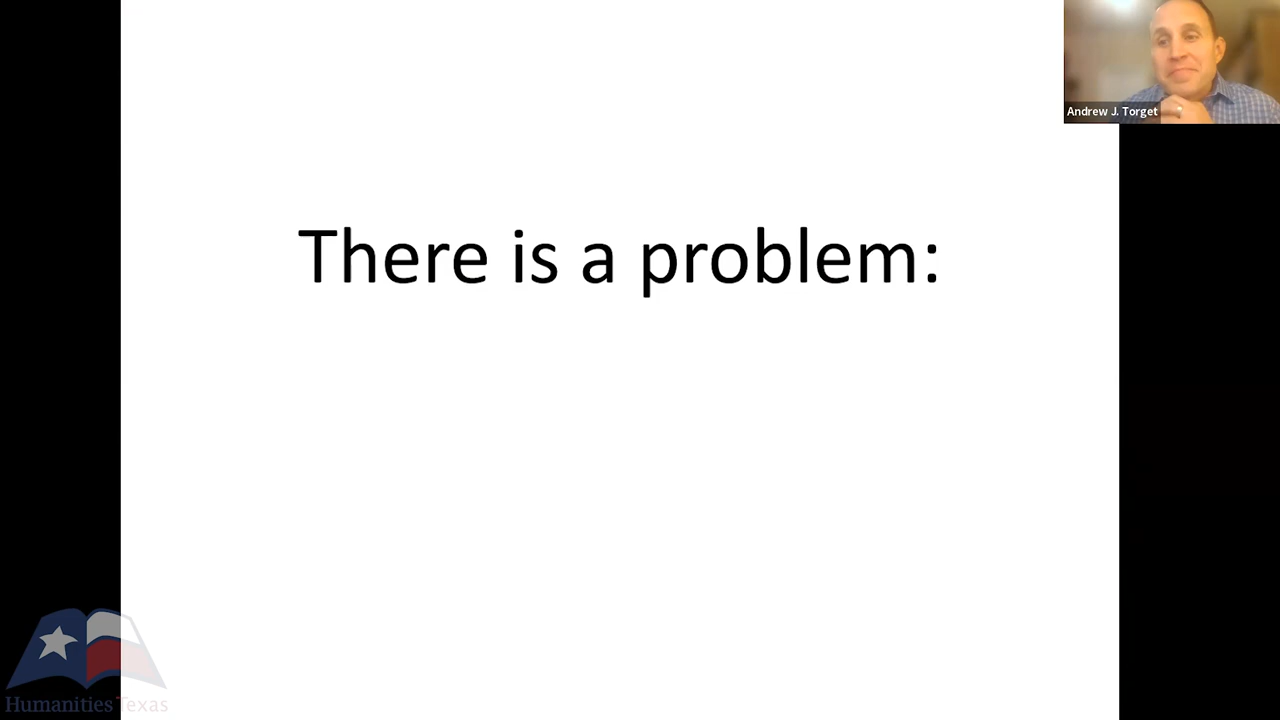 Andrew J. Torget
There is a problem:
Humanities Texas